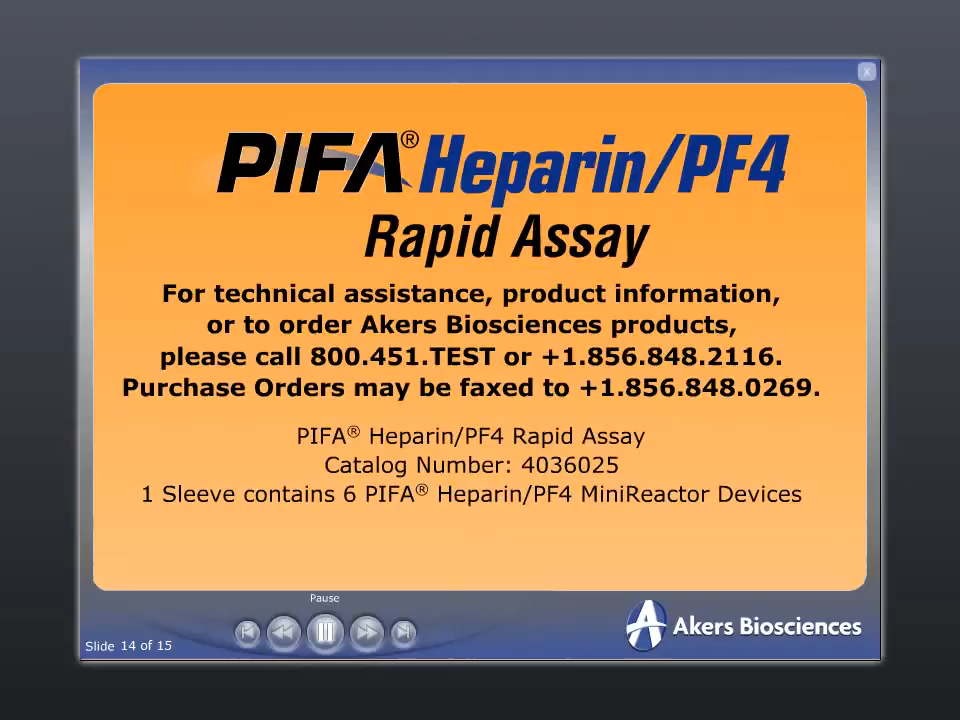 X
PIFA® Heparin/PF4
Rapid Assay
For technical assistance, product information,
or to order Akers Biosciences products,
please call 800.451.TEST or +1.856.848.2116.
Purchase Orders may be faxed to +1.856.848.0269.
PIFA® Heparin/PF4 Rapid Assay
Catalog Number: 4036025
1 Sleeve contains 6 PIFA® Heparin/PF4 MiniReactor Devices
Pause
Akers Biosciences
Slide 14 of 15